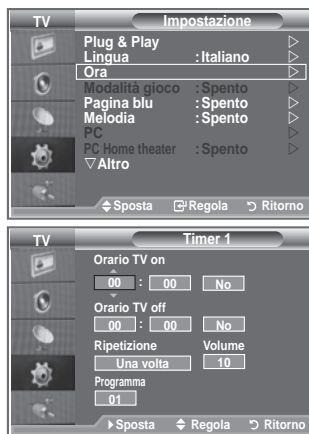 TV Impostazione
Plug & Play
Lingua : Italiano
Ora
Modalità gioco : Spento
Pagina blu : Spento
Melodia : Spento
PC
PC Home theater : Spento
▽Altro
Sposta Regola Ritorno
TV Timer 1
Orario TV on
00 : 00 No
Orario TV off
00 : 00 No
Ripetizione Volume
Una volta 10
Programma
01
Sposta Regola Ritorno